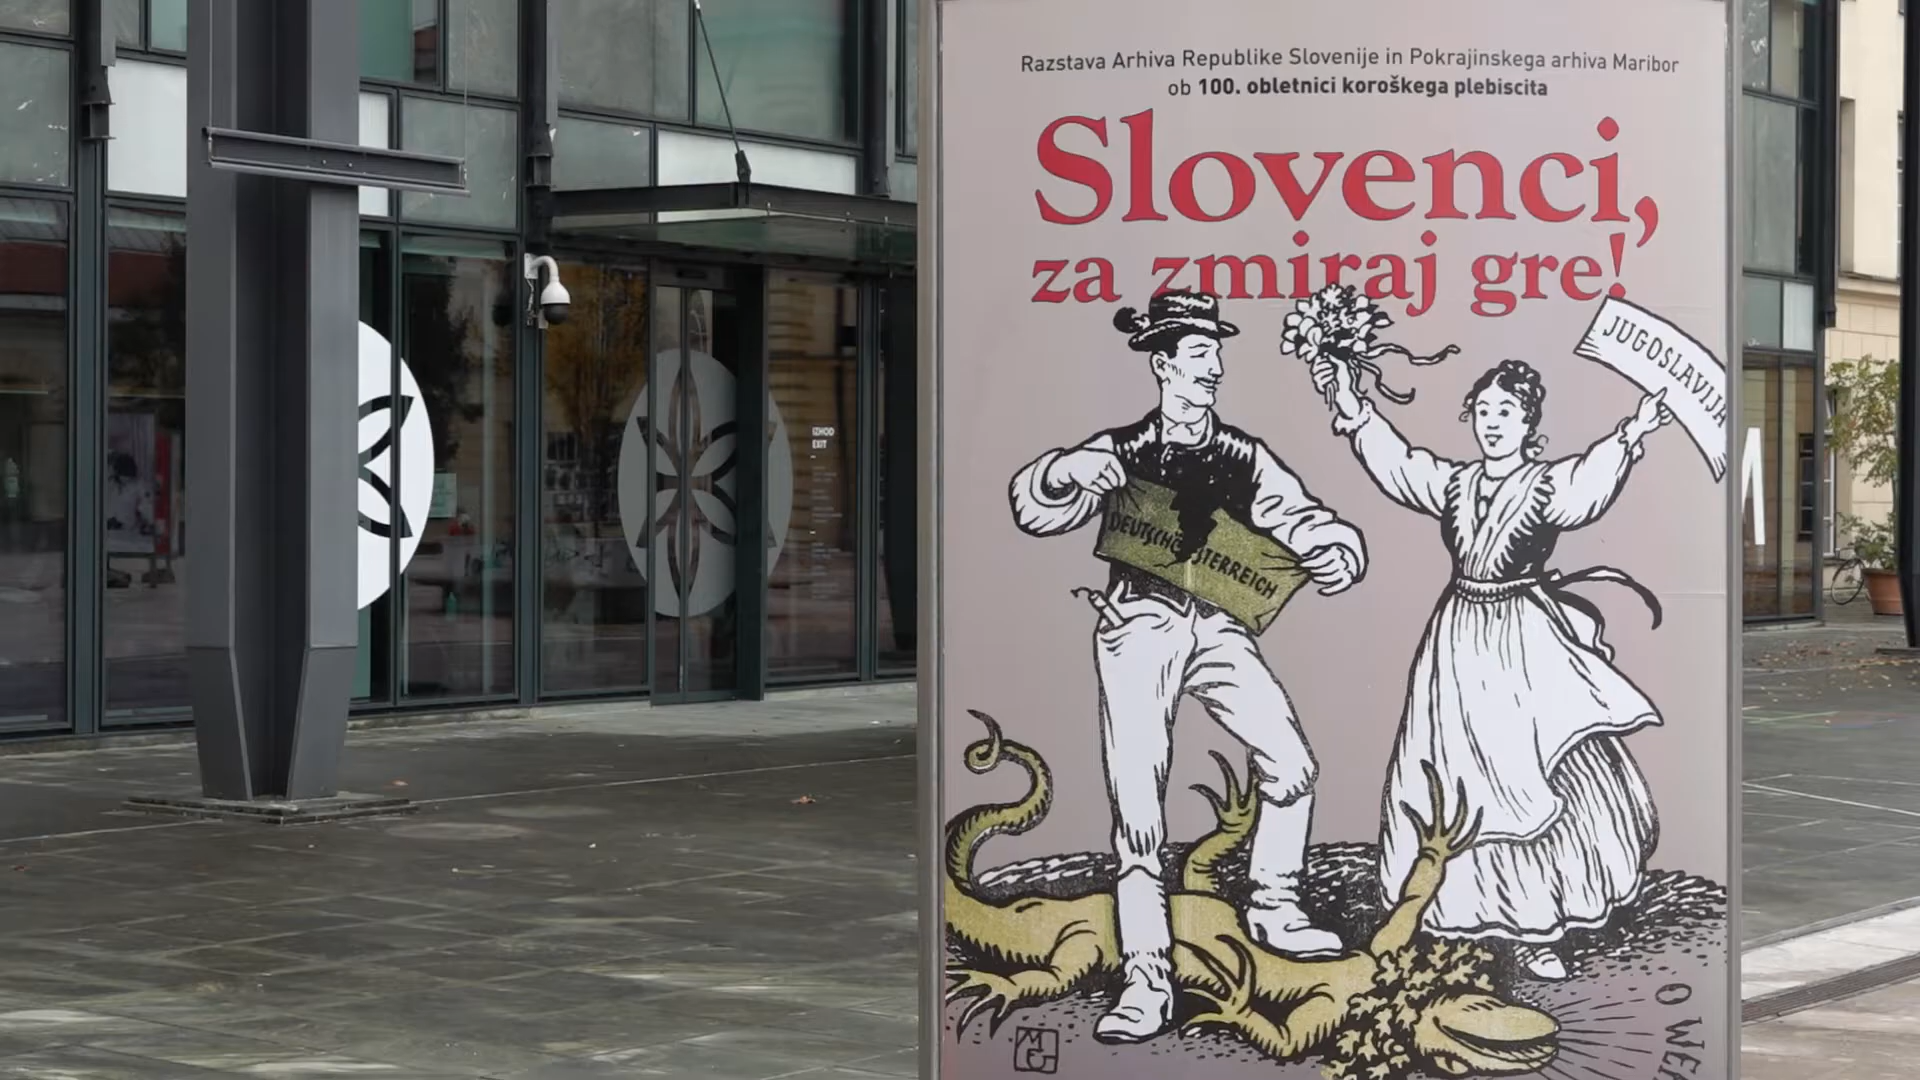 Razstava Arhiva Republike Slovenije in Pokrajinskega arhiva Maribor
ob 100. obletnici koroškega plebiscita
Slovenci,
za zmiraj gre!
JUGOSLAVIJA
DEUTSCHÖSTERREICH
IZHOD
EXIT
O WEA